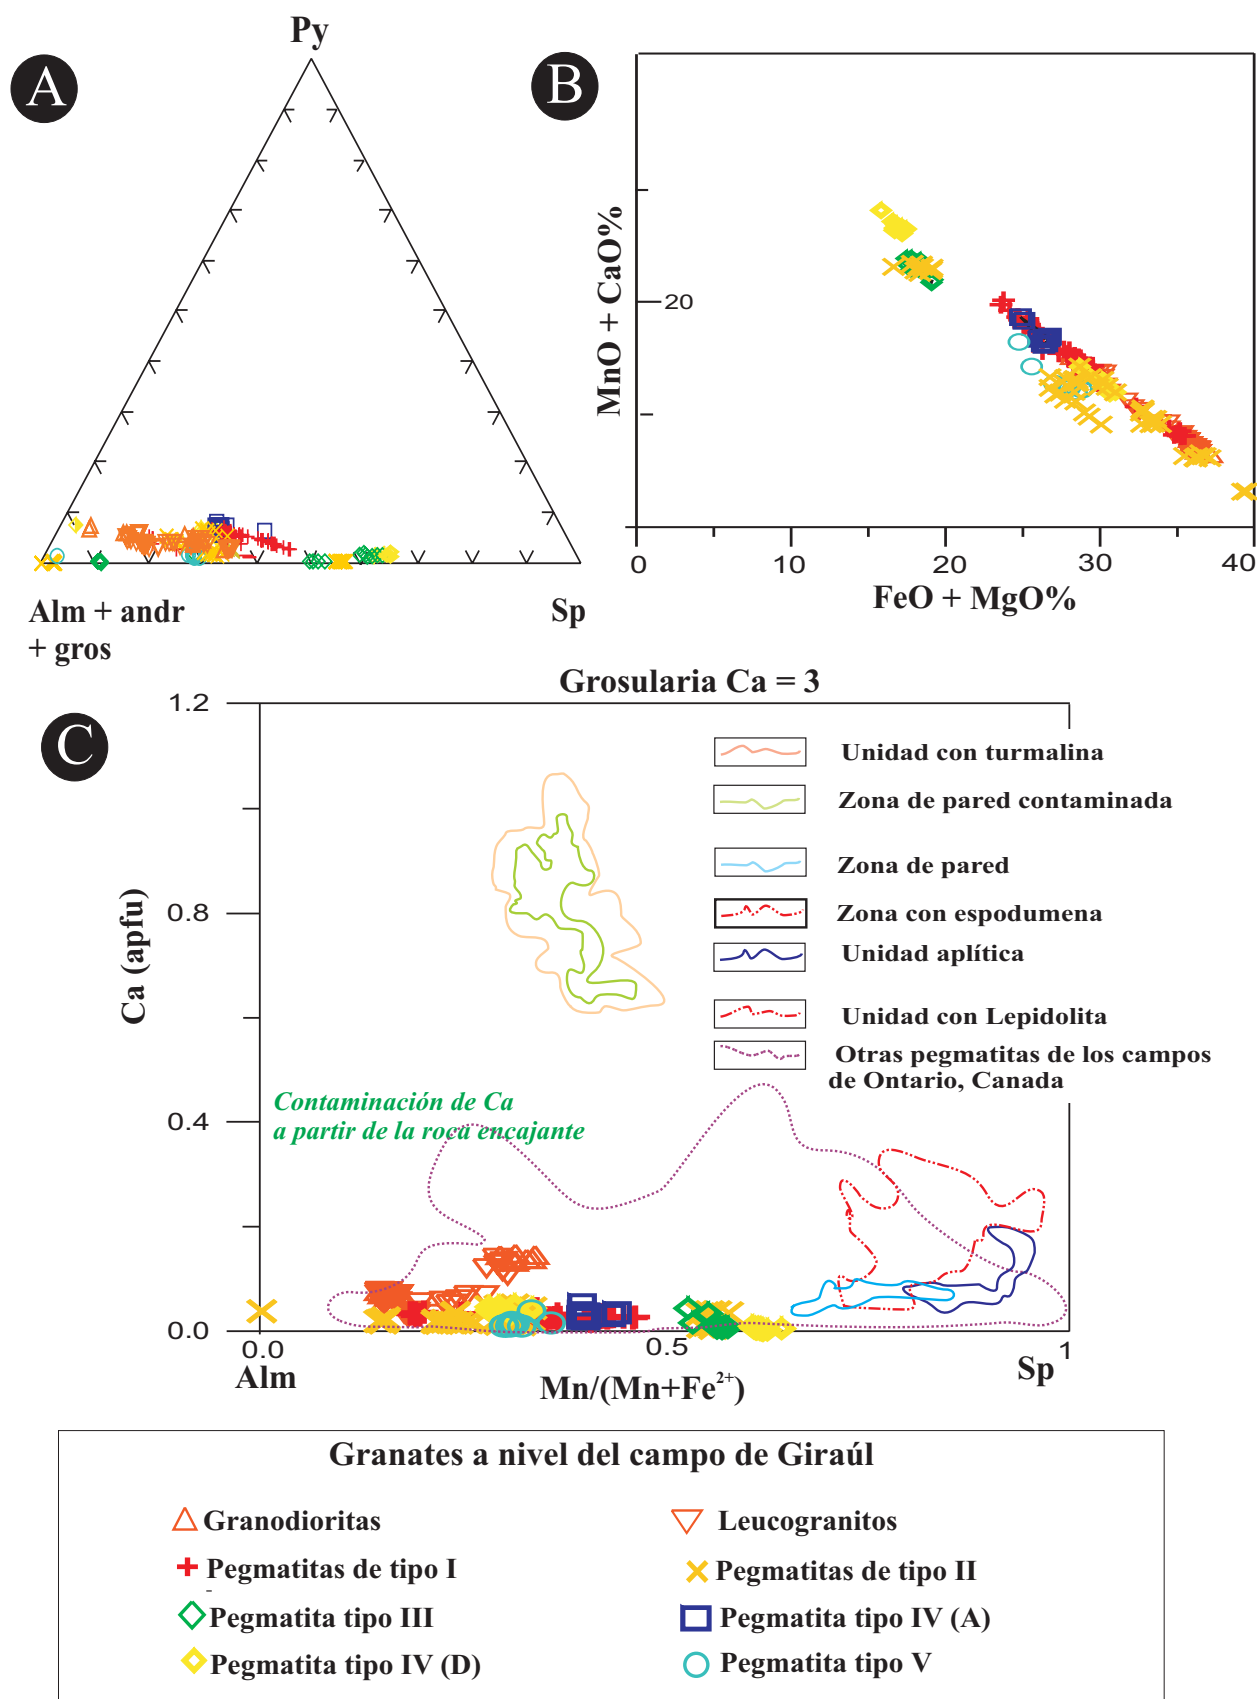 A
Py
Alm + andr
+ gros
Sp
B
MnO + CaO%
20
0
10
20
30
40
FeO + MgO%
C
Grosularia Ca = 3
1.2
0.8
0.4
0.0
Ca (apfu)
Unidad con turmalina
Zona de pared contaminada
Zona de pared
Zona con espodumena
Unidad aplítica
Unidad con Lepidolita
Otras pegmatitas de los campos
de Ontario, Canada
Contaminación de Ca
a partir de la roca encajante
0.0
0.5
1
Alm
Mn/(Mn+Fe²⁺)
Sp
Granates a nivel del campo de Giraúl
Granodioritas
Leucogranitos
Pegmatitas de tipo I
Pegmatitas de tipo II
Pegmatita tipo III
Pegmatita tipo IV (A)
Pegmatita tipo IV (D)
Pegmatita tipo V